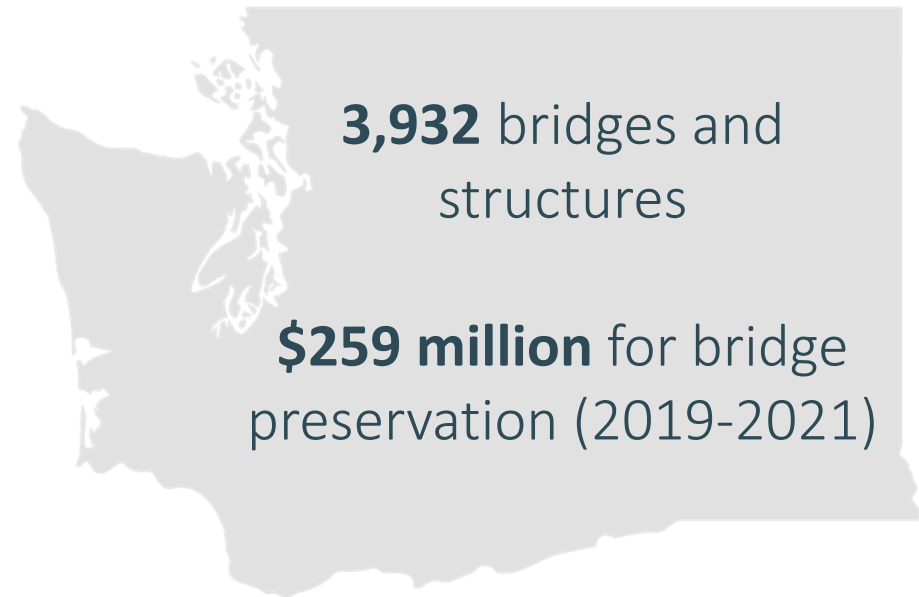 3,932 bridges and
structures
$259 million for bridge
preservation (2019-2021)